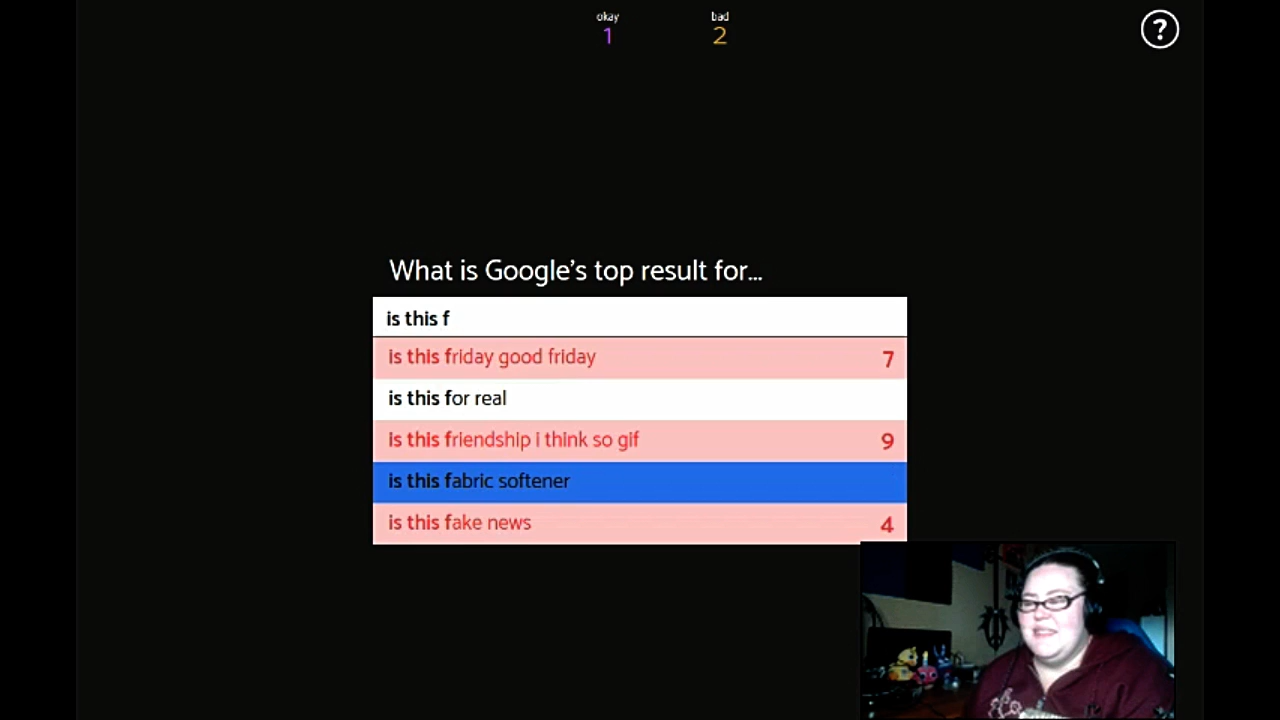 okay
1
bad
2
?
What is Google's top result for...
is this f
is this friday good friday 7
is this for real
is this friendship i think so gif 9
is this fabric softener
is this fake news 4